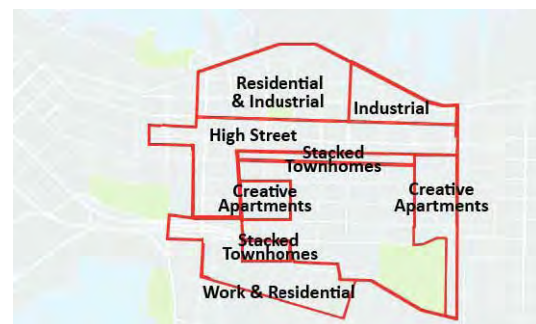 Residential
& Industrial
Industrial
High Street
Stacked
Townhomes
Creative
Apartments
Creative
Apartments
Stacked
Townhomes
Work & Residential